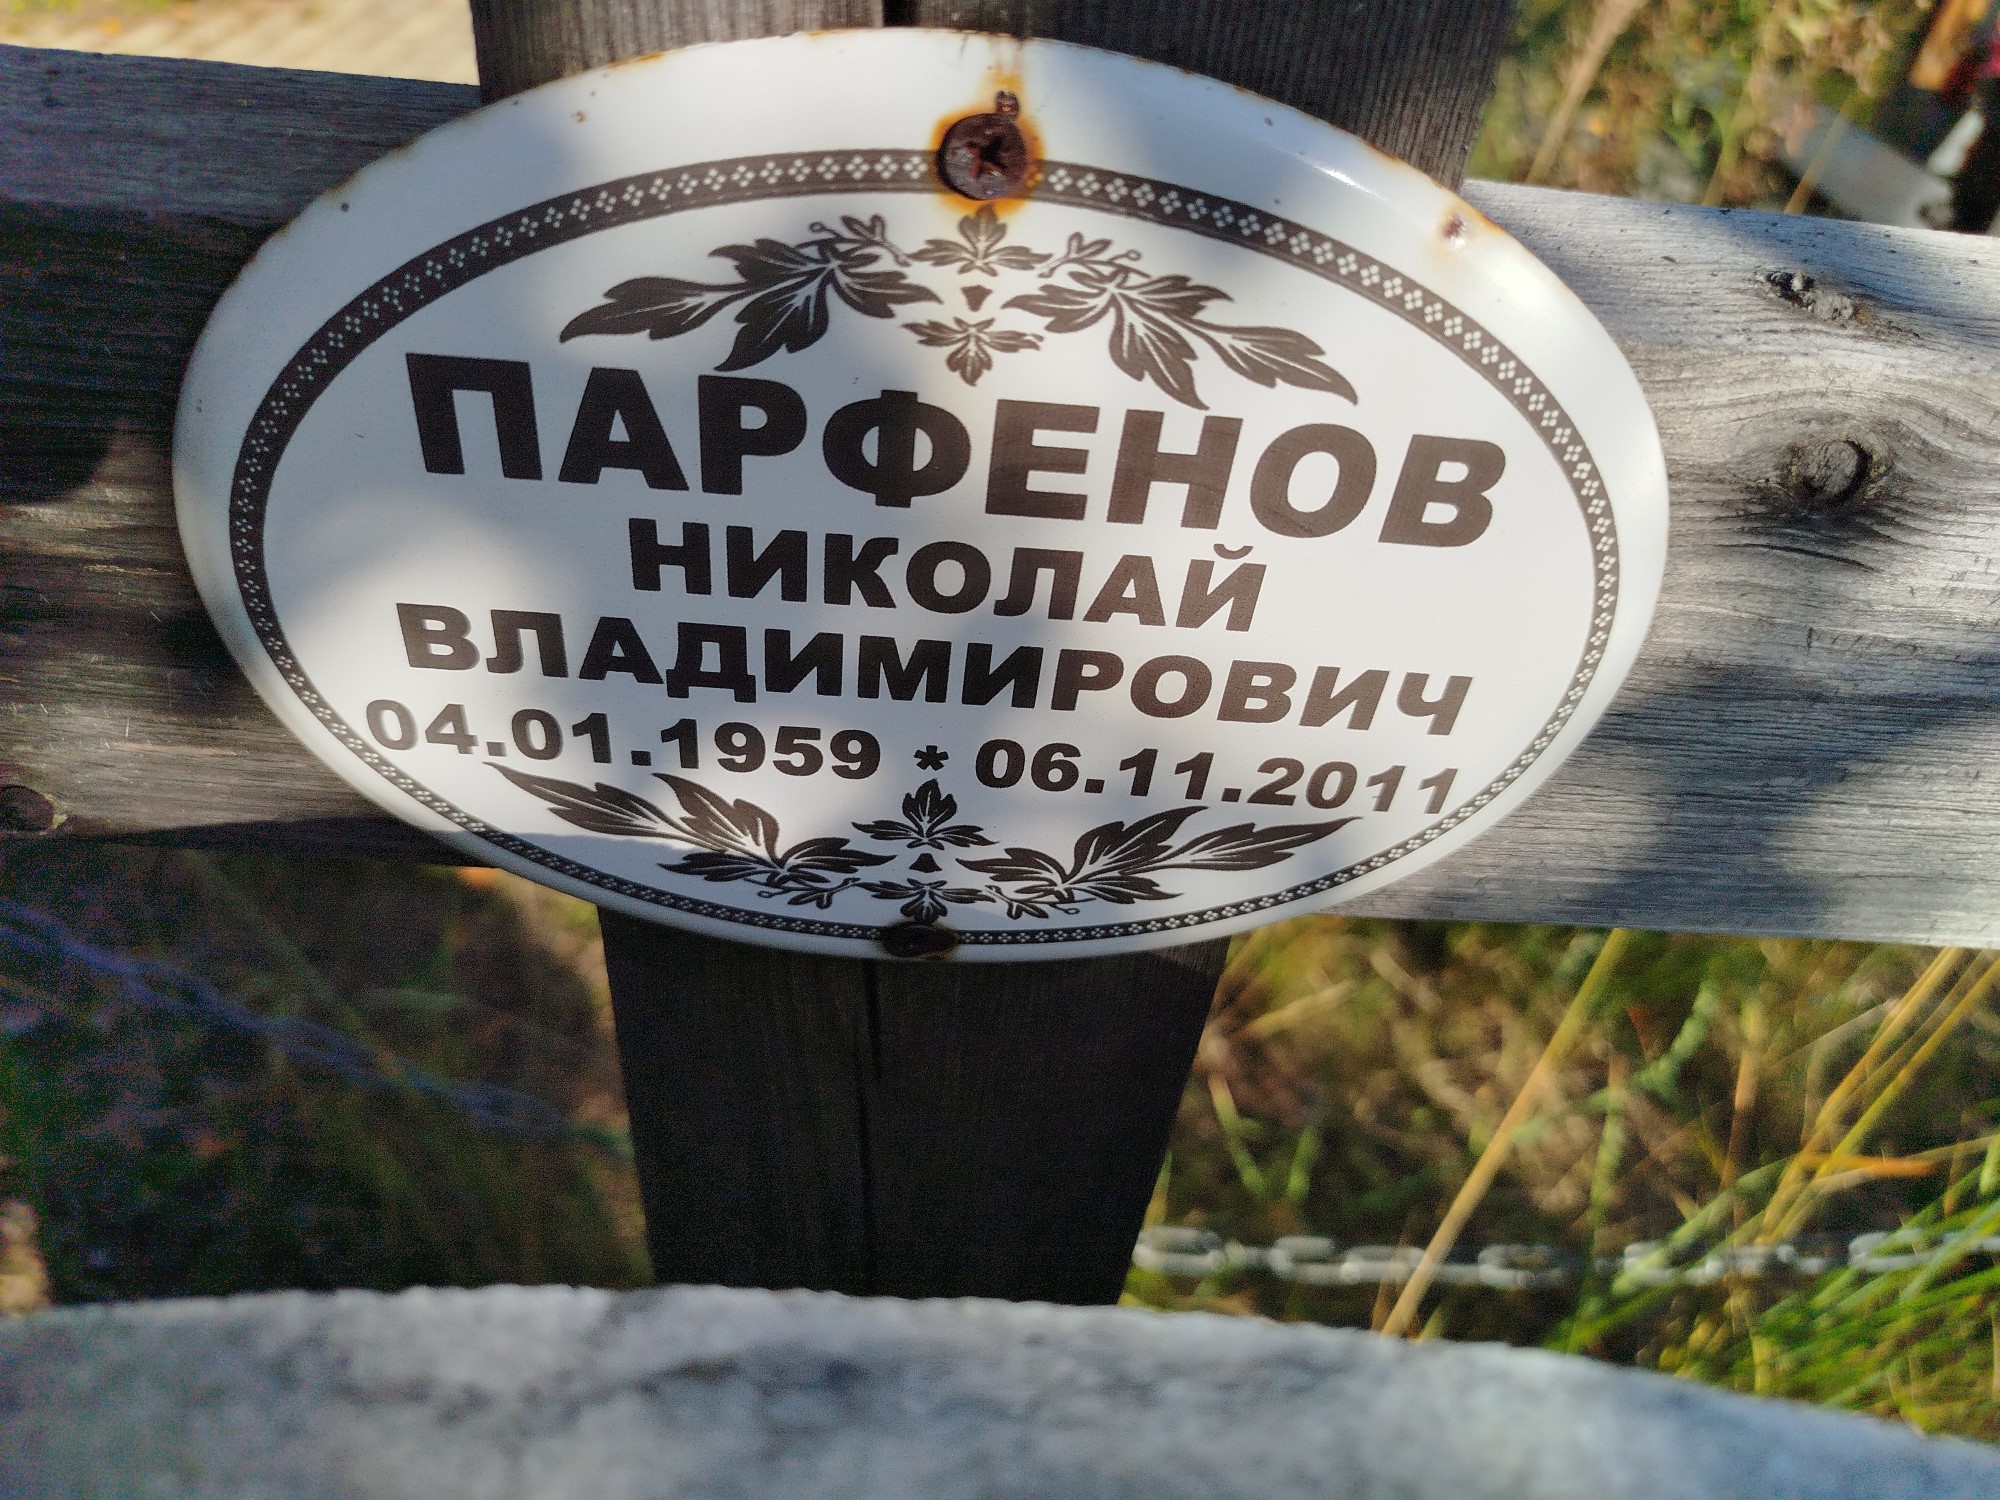 ПАРФЕНОВ
НИКОЛАЙ
ВЛАДИМИРОВИЧ
04.01.1959 * 06.11.2011